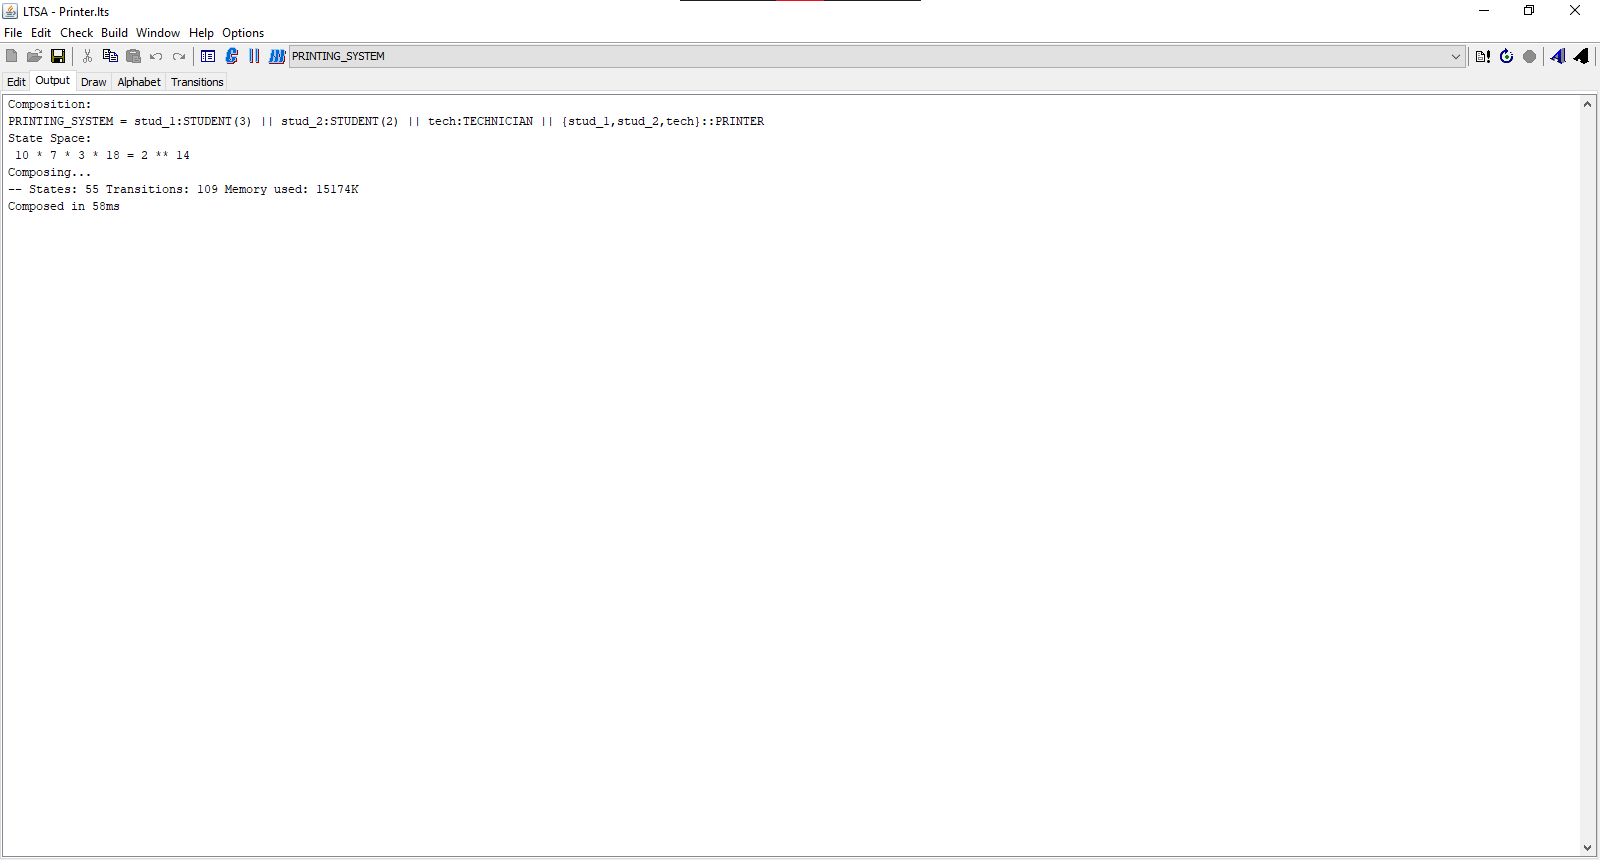 LTSA - Printer.lts
File Edit Check Build Window Help Options
PRINTING_SYSTEM
Edit Output Draw Alphabet Transitions
Composition:
PRINTING_SYSTEM = stud_1:STUDENT(3) || stud_2:STUDENT(2) || tech:TECHNICIAN || {stud_1,stud_2,tech}::PRINTER
State Space:
 10 * 7 * 3 * 18 = 2 ** 14
Composing...
-- States: 55 Transitions: 109 Memory used: 15174K
Composed in 58ms